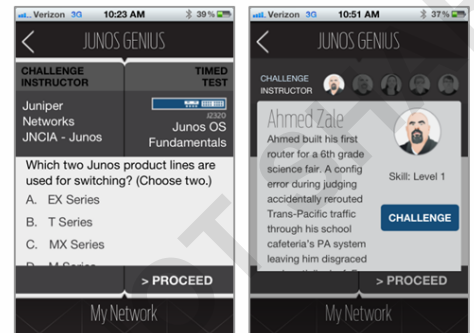 Verizon 3G 10:23 AM 39%
JUNOS GENIUS
CHALLENGE
INSTRUCTOR
TIMED
TEST
Juniper
Networks
JNCIA - Junos
J2320
Junos OS
Fundamentals
Which two Junos product lines are
used for switching? (Choose two.)
A. EX Series
B. T Series
C. MX Series
D. M Series
> PROCEED
My Network
Verizon 3G 10:51 AM 37%
JUNOS GENIUS
CHALLENGE
INSTRUCTOR
Ahmed Zale
Ahmed built his first
router for a 6th grade
science fair. A config
error during judging
accidentally rerouted
Trans-Pacific traffic
through his school
cafeteria's PA system
leaving him disgraced
Skill: Level 1
CHALLENGE
> PROCEED
My Network